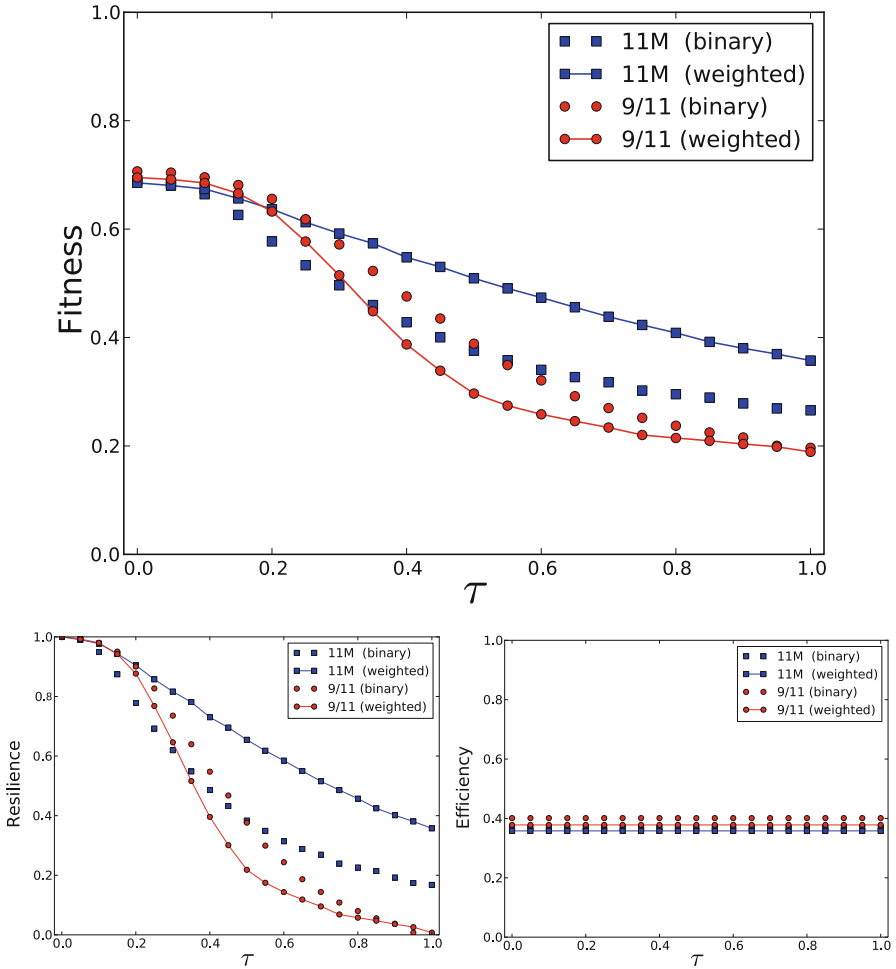 1.0
0.8
0.6
0.4
0.2
0.0
Fitness
11M (binary)
11M (weighted)
9/11 (binary)
9/11 (weighted)
0.0 0.2 0.4 0.6 0.8 1.0
τ
1.0
0.8
0.6
0.4
0.2
0.0
Resilience
11M (binary)
11M (weighted)
9/11 (binary)
9/11 (weighted)
0.0 0.2 0.4 0.6 0.8 1.0
τ
1.0
0.8
0.6
0.4
0.2
0.0
Efficiency
11M (binary)
11M (weighted)
9/11 (binary)
9/11 (weighted)
0.0 0.2 0.4 0.6 0.8 1.0
τ